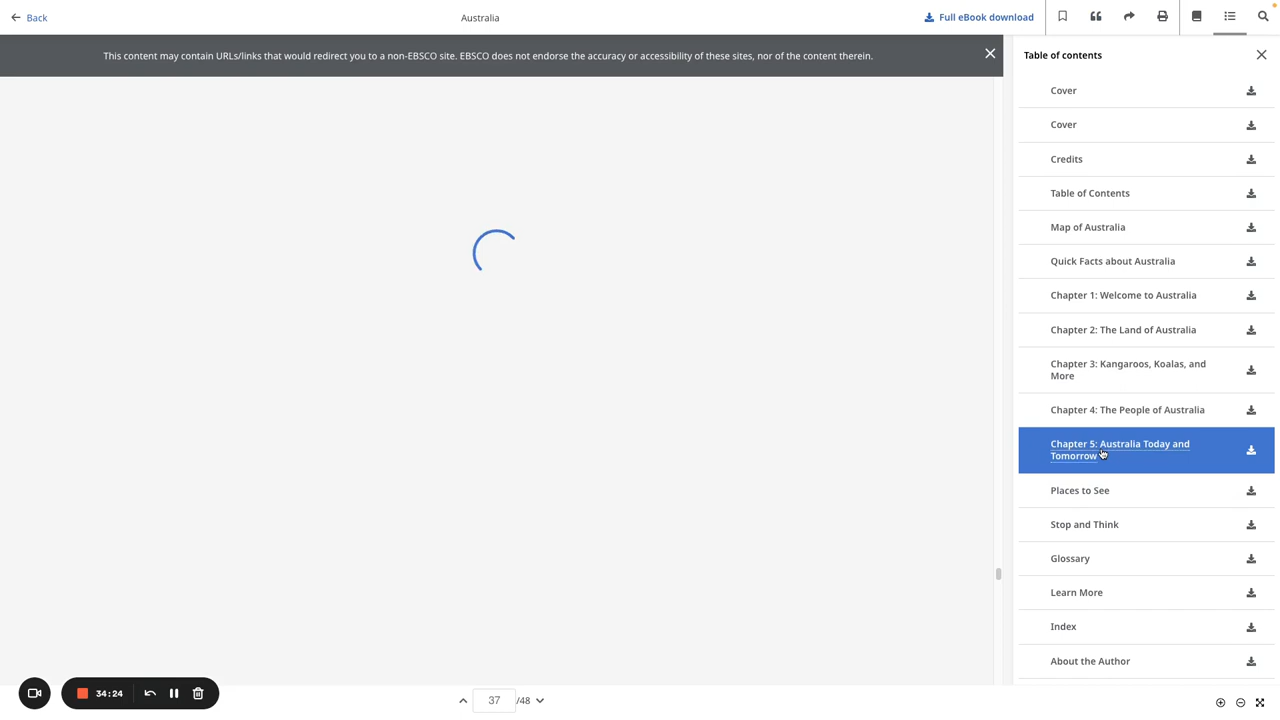 Back
Australia
Full eBook download
This content may contain URLs/links that would redirect you to a non-EBSCO site. EBSCO does not endorse the accuracy or accessibility of these sites, nor of the content therein.
Table of contents
Cover
Cover
Credits
Table of Contents
Map of Australia
Quick Facts about Australia
Chapter 1: Welcome to Australia
Chapter 2: The Land of Australia
Chapter 3: Kangaroos, Koalas, and
More
Chapter 4: The People of Australia
Chapter 5: Australia Today and
Tomorrow
Places to See
Stop and Think
Glossary
Learn More
Index
About the Author
34:24
37 /48